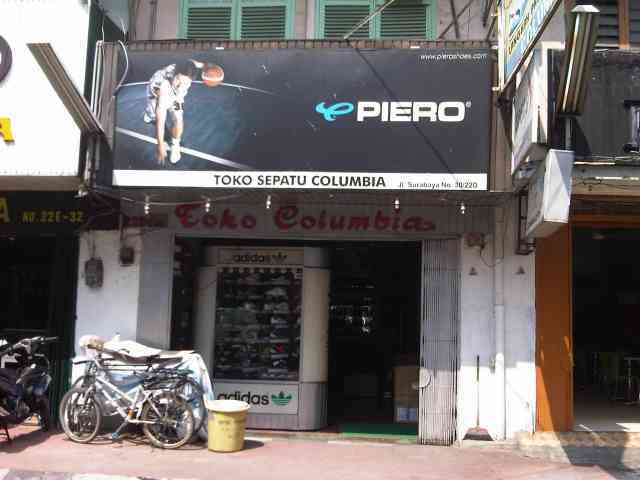 www.pieroshoes.com
PIERO®
TOKO SEPATU COLUMBIA
Jl. Surabaya No. 30/220
Toko Columbia
A NO. 22E-32
adidas
adidas